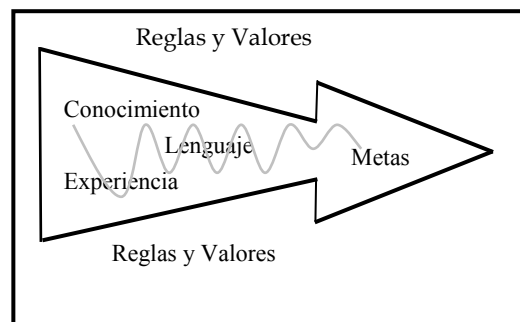 Reglas y Valores
Conocimiento
Lenguaje
Metas
Experiencia
Reglas y Valores